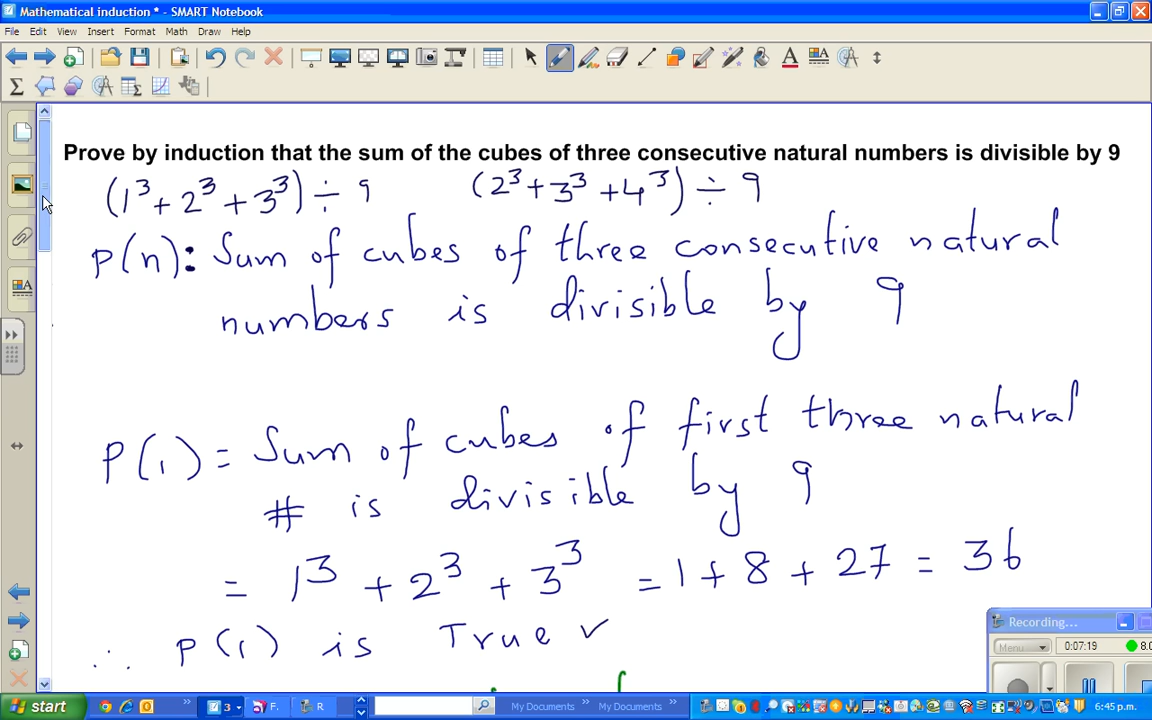 Mathematical induction * - SMART Notebook
File Edit View Insert Format Math Draw Help
Prove by induction that the sum of the cubes of three consecutive natural numbers is divisible by 9
(1³ + 2³ + 3³) ÷ 9 (2³ + 3³ + 4³) ÷ 9
P(n): Sum of cubes of three consecutive natural
numbers is divisible by 9
P(1) = Sum of cubes of first three natural
# is divisible by 9
= 1³ + 2³ + 3³ = 1 + 8 + 27 = 36
∴ P(1) is True ✓
Recording...
Menu 0:07:19 8.0
start 3 F. R My Documents My Documents 6:45 p.m.